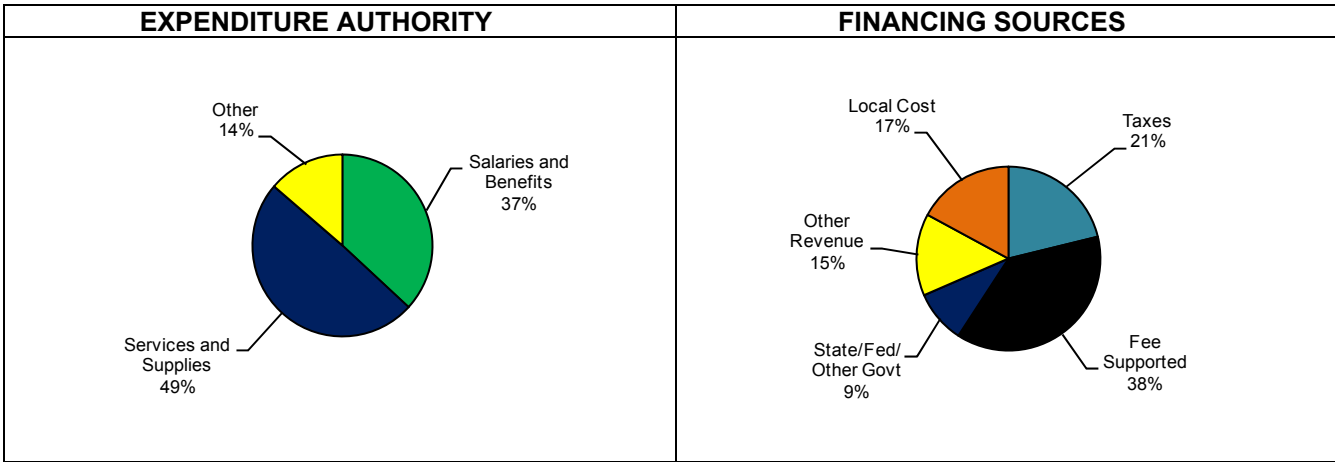 EXPENDITURE AUTHORITY
Other
14%
Salaries and
Benefits
37%
Services and
Supplies
49%
FINANCING SOURCES
Local Cost
17%
Taxes
21%
Other
Revenue
15%
State/Fed/
Other Govt
9%
Fee
Supported
38%